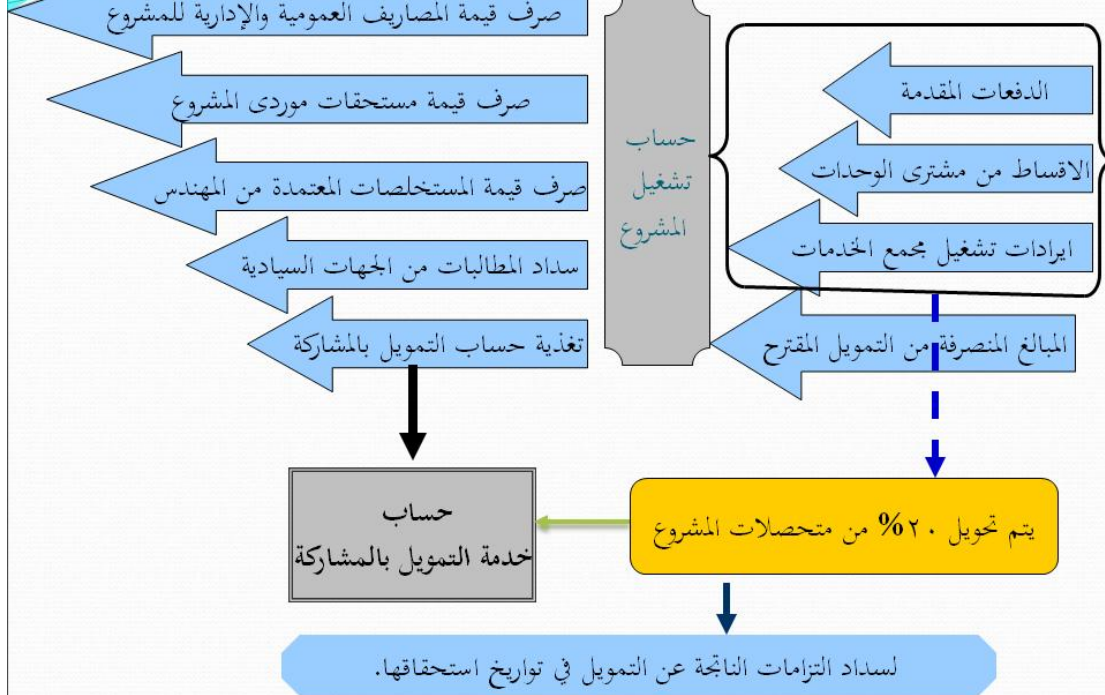 صرف قيمة المصاريف العمومية والإدارية للمشروع
الدفعات المقدمة
صرف قيمة مستحقات موردى المشروع
حساب
تشغيل
المشروع
الاقساط من مشترى الوحدات
صرف قيمة المستخلصات المعتمدة من المهندس
ايرادات تشغيل مجمع الخدمات
سداد المطالبات من الجهات السيادية
المبالغ المنصرفة من التمويل المقترح
تغذية حساب التمويل بالمشاركة
يتم تحويل ٢٠% من متحصلات المشروع
حساب
خدمة التمويل بالمشاركة
لسداد التزامات الناتجة عن التمويل في تواريخ استحقاقها.